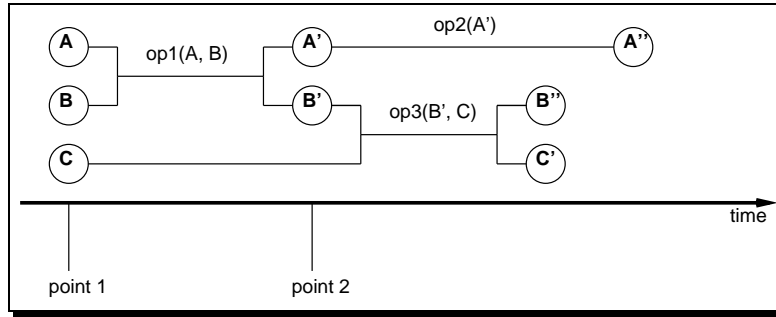 op2(A')
A
A'
A''
op1(A, B)
B
B'
B''
op3(B', C)
C
C'
time
point 1
point 2